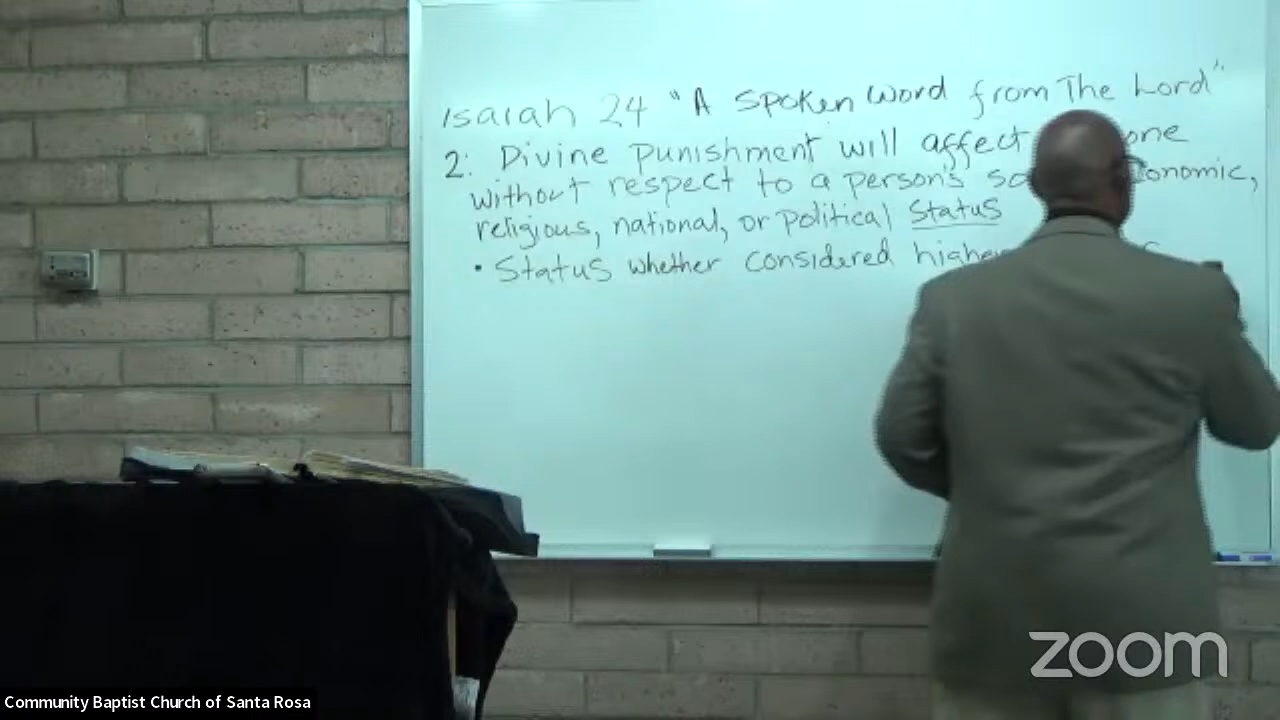 Isaiah 24 "A Spoken Word from The Lord"
2: Divine punishment will affect
without respect to a person's
religious, national, or political status
• Status whether considered
zoom
Community Baptist Church of Santa Rosa